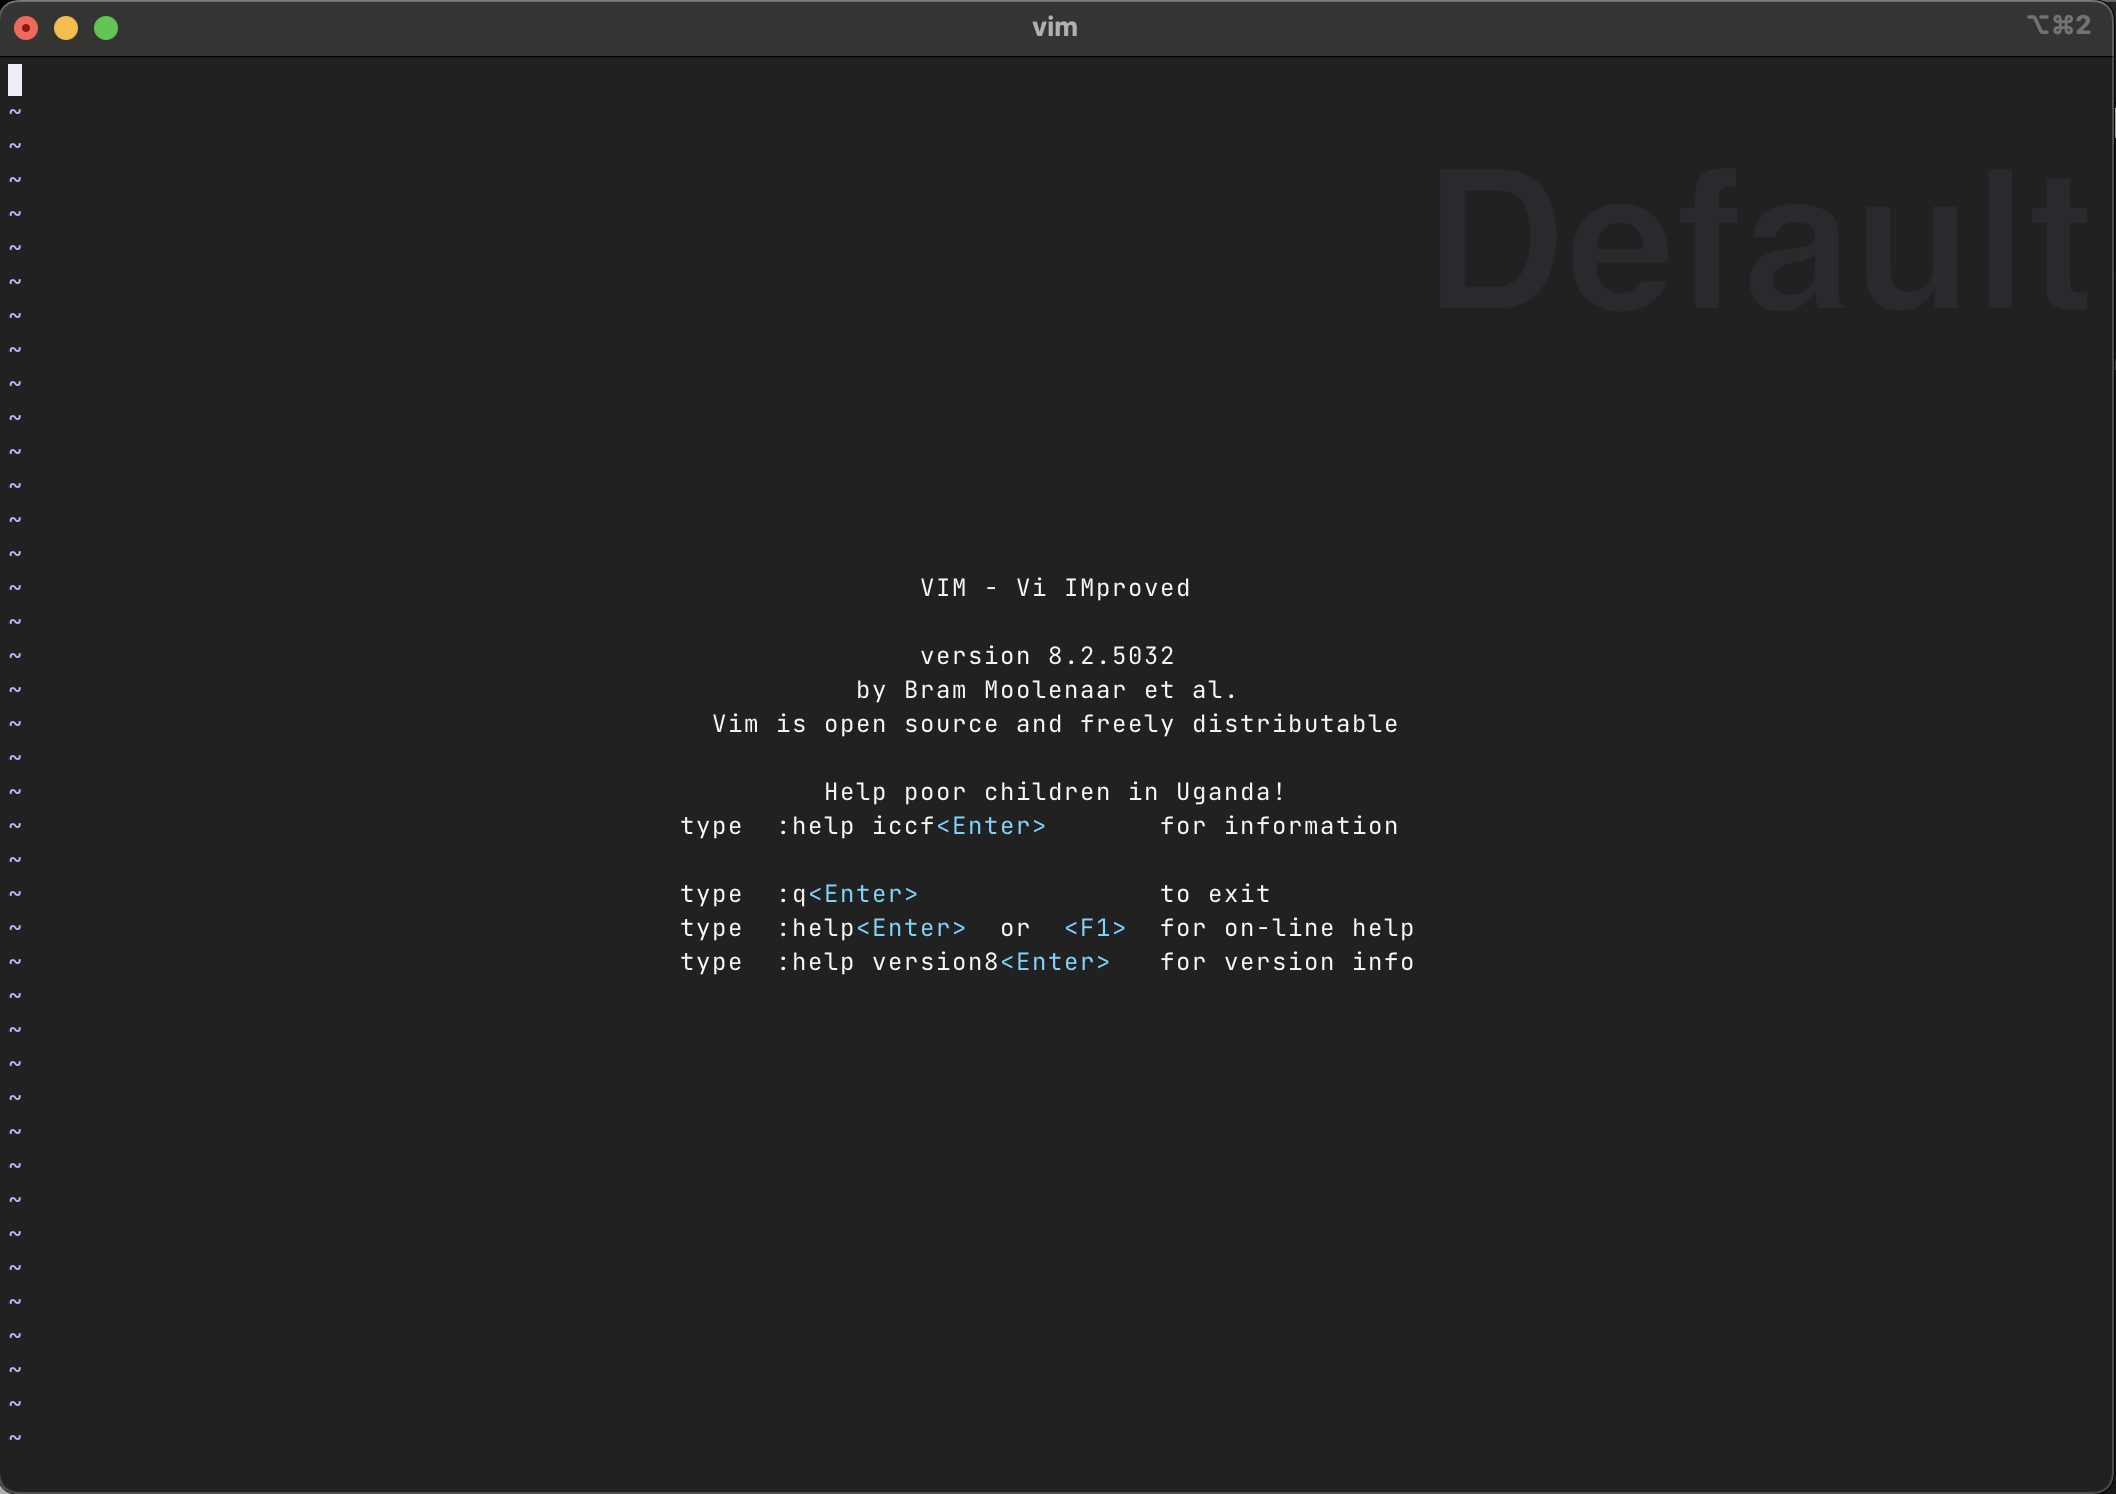 vim
⌥⌘2
~
~
~
~
Default
~
~
~
~
~
~
~
~
~
~
~ VIM - Vi IMproved
~
~ version 8.2.5032
~ by Bram Moolenaar et al.
~ Vim is open source and freely distributable
~
~ Help poor children in Uganda!
~ type :help iccf<Enter> for information
~
~ type :q<Enter> to exit
~ type :help<Enter> or <F1> for on-line help
~ type :help version8<Enter> for version info
~
~
~
~
~
~
~
~
~
~
~
~
~
~